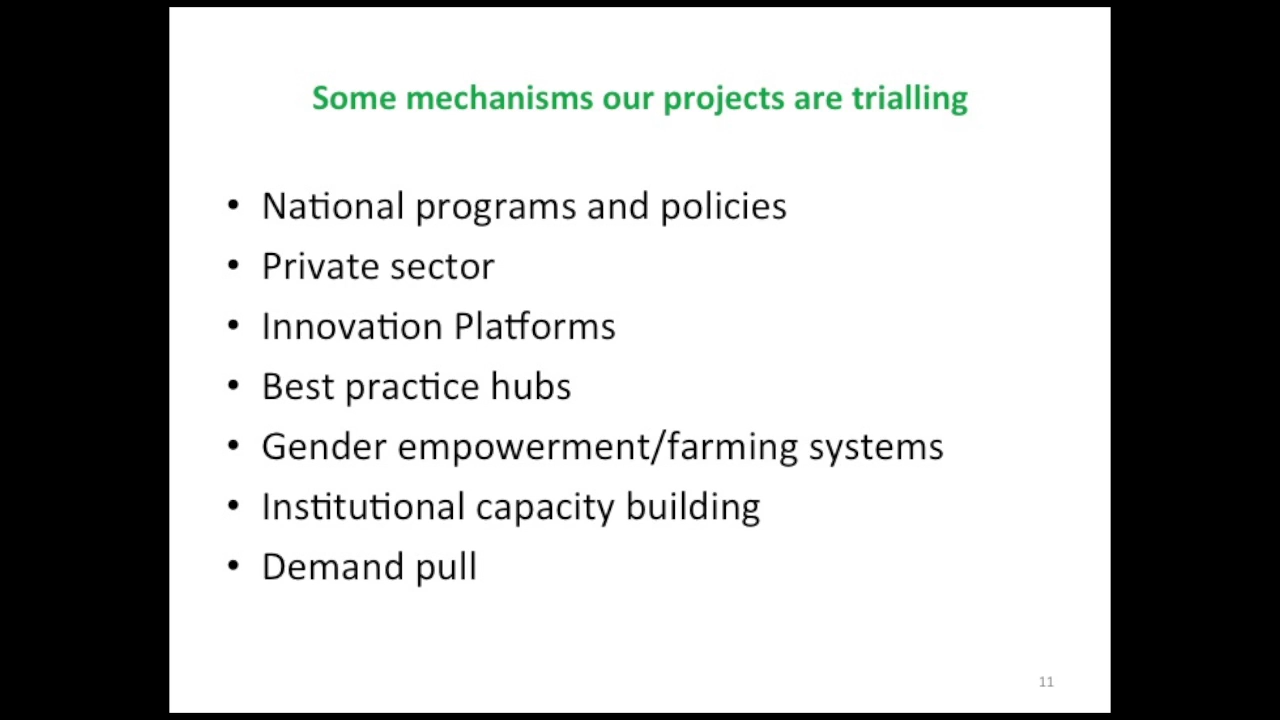 Some mechanisms our projects are trialling
• National programs and policies
• Private sector
• Innovation Platforms
• Best practice hubs
• Gender empowerment/farming systems
• Institutional capacity building
• Demand pull
11